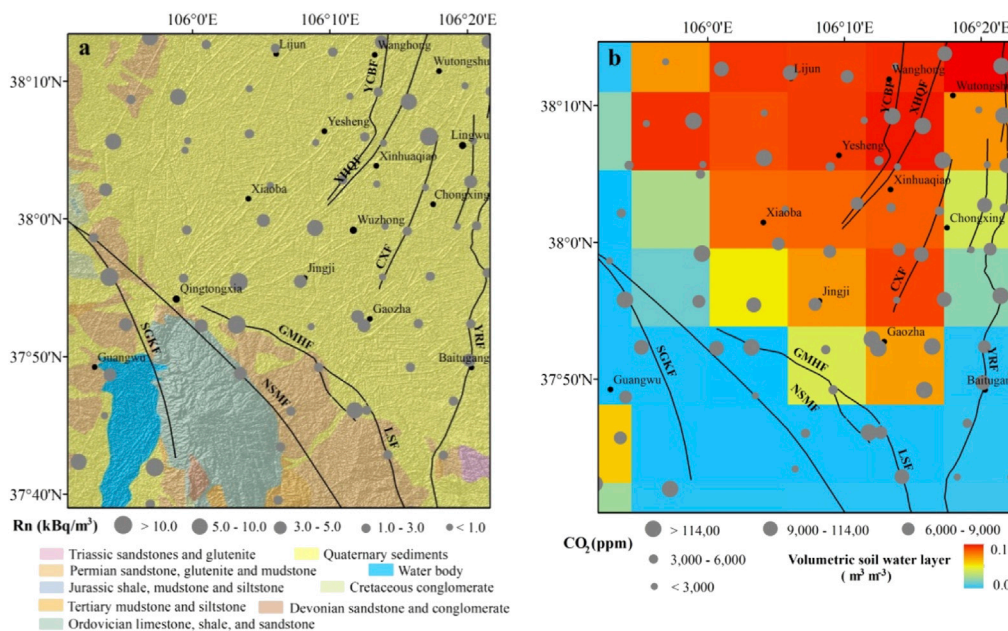 106°0'E 106°10'E 106°20'E
a
Lijun
Wanghong
Wutongshu
38°10'N
YCBF
Yesheng
Lingwu
Xinhuaqiao
XHQF
Xiaoba
Chongxing
38°0'N
Wuzhong
CXF
Jingji
Qingtongxia
Gaozha
GMHF
YRF
SGKF
37°50'N
Guangwu
Baitugang
NSMF
LSF
37°40'N
Rn (kBq/m³) > 10.0 5.0 - 10.0 3.0 - 5.0 1.0 - 3.0 < 1.0
Triassic sandstones and glutenite
Quaternary sediments
Permian sandstone, glutenite and mudstone
Water body
Jurassic shale, mudstone and siltstone
Cretaceous conglomerate
Tertiary mudstone and siltstone
Devonian sandstone and conglomerate
Ordovician limestone, shale, and sandstone
106°0'E 106°10'E 106°20'E
b
Lijun
Wanghong
Wutongshu
38°10'N
YCBF
XHQF
Yesheng
Xinhuaqiao
Xiaoba
Chongxing
38°0'N
CXF
Jingji
Gaozha
GMHF
YRF
SGKF
37°50'N
Guangwu
Baitugan
NSMF
LSF
CO₂(ppm)
> 114,00 9,000 - 114,00 6,000 - 9,000
3,000 - 6,000
< 3,000
Volumetric soil water layer
( m³ m⁻³)
0.1
0.0